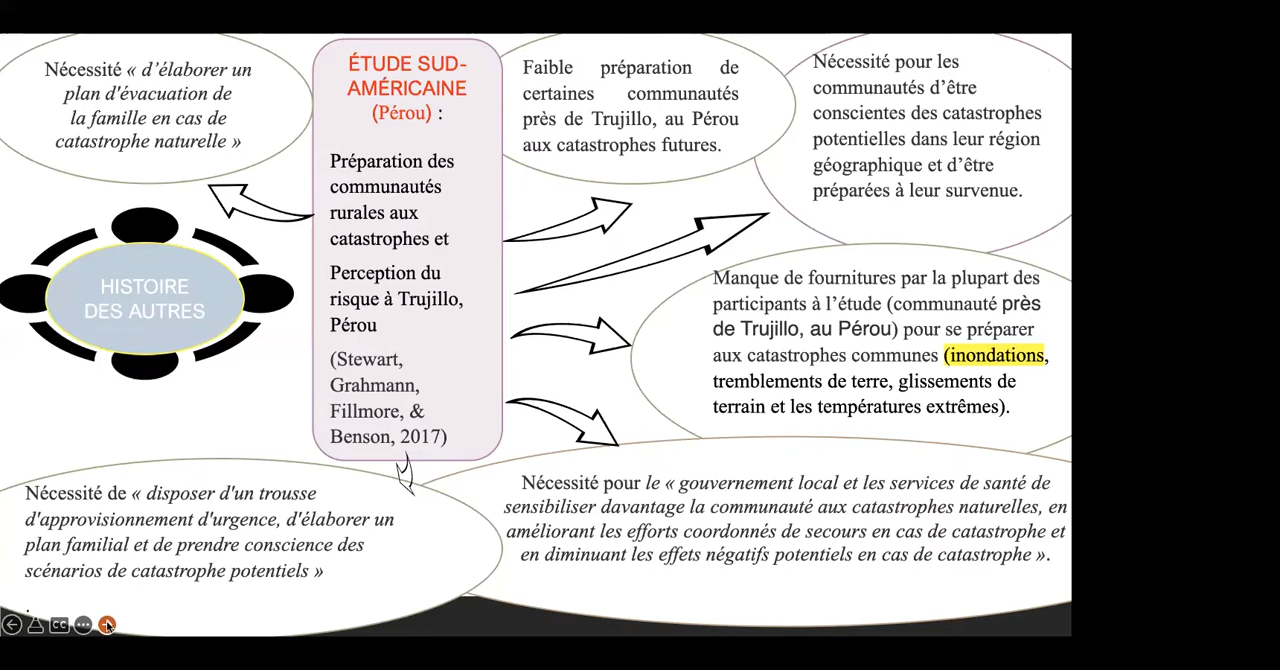 Nécessité « d’élaborer un
plan d'évacuation de
la famille en cas de
catastrophe naturelle »
ÉTUDE SUD-
AMÉRICAINE
(Pérou) :
Préparation des
communautés
rurales aux
catastrophes et
Perception du
risque à Trujillo,
Pérou
(Stewart,
Grahmann,
Fillmore, &
Benson, 2017)
Faible préparation de
certaines communautés
près de Trujillo, au Pérou
aux catastrophes futures.
Nécessité pour les
communautés d’être
conscientes des catastrophes
potentielles dans leur région
géographique et d’être
préparées à leur survenue.
HISTOIRE
DES AUTRES
Manque de fournitures par la plupart des
participants à l’étude (communauté près
de Trujillo, au Pérou) pour se préparer
aux catastrophes communes (inondations,
tremblements de terre, glissements de
terrain et les températures extrêmes).
Nécessité de « disposer d'un trousse
d'approvisionnement d'urgence, d'élaborer un
plan familial et de prendre conscience des
scénarios de catastrophe potentiels »
.
Nécessité pour le « gouvernement local et les services de santé de
sensibiliser davantage la communauté aux catastrophes naturelles, en
améliorant les efforts coordonnés de secours en cas de catastrophe et
en diminuant les effets négatifs potentiels en cas de catastrophe ».
CC